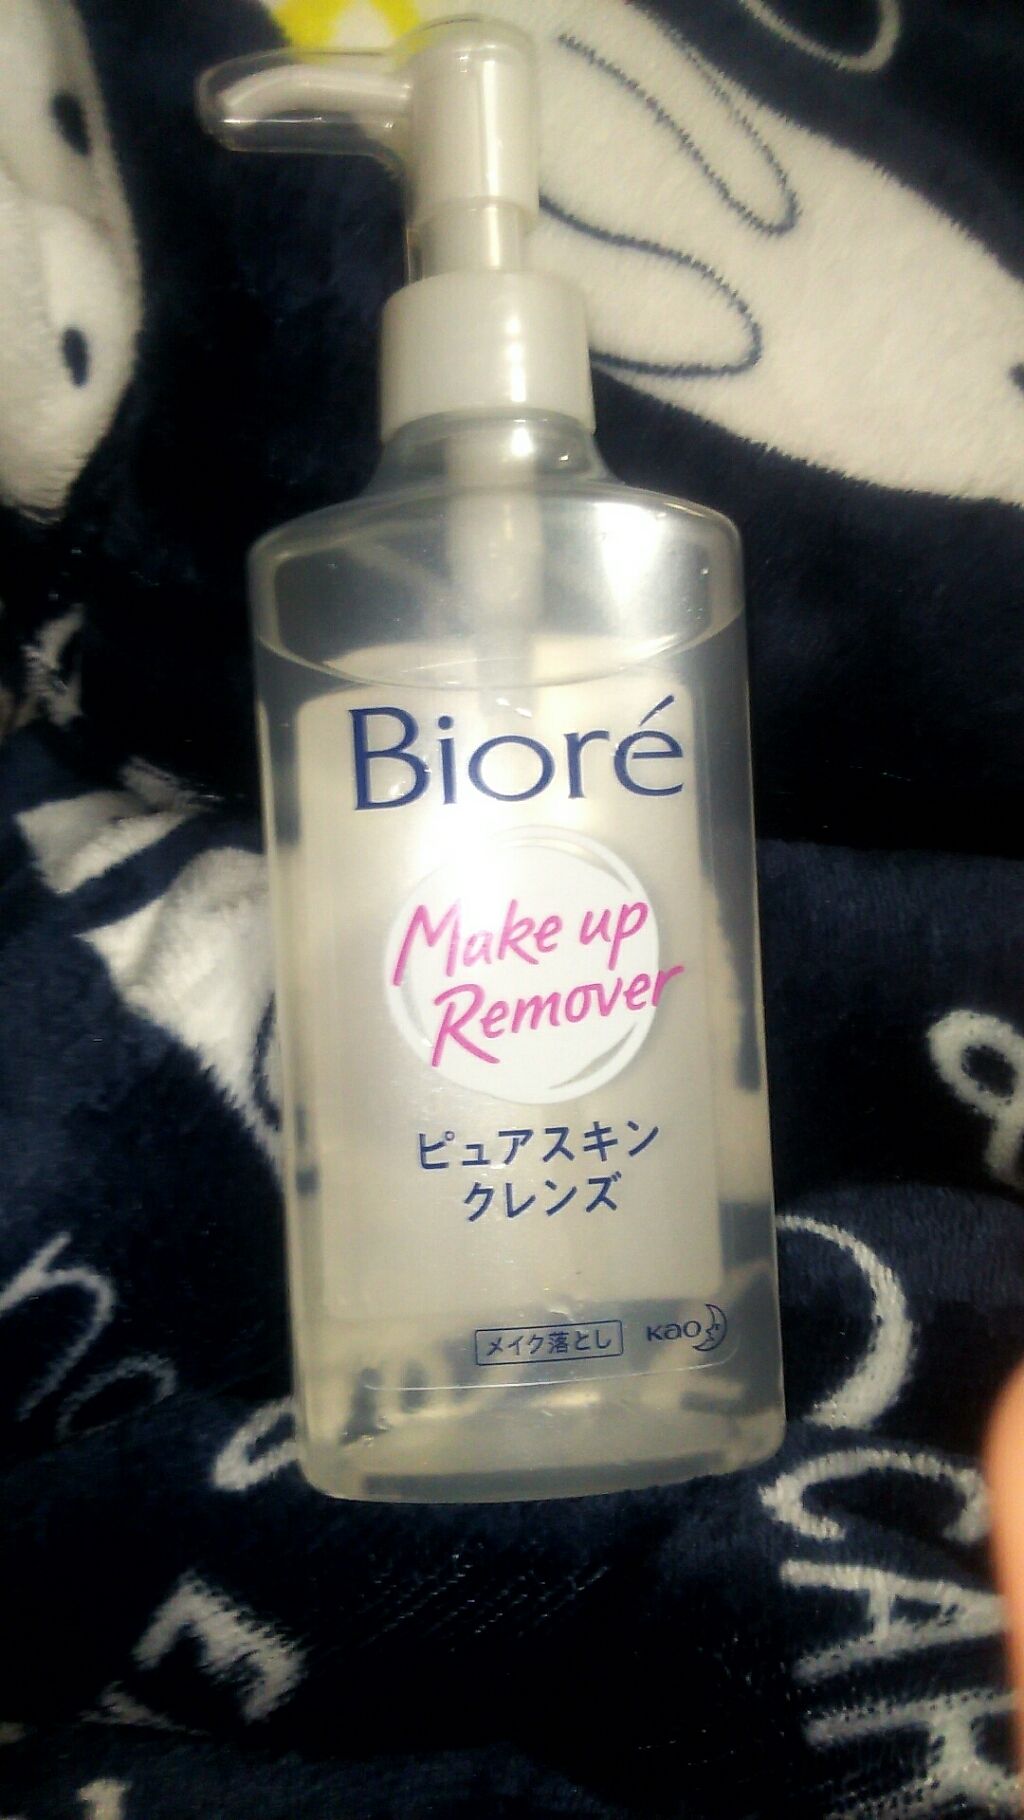 Bioré
Make up
Remover
ピュアスキン
クレンズ
メイク落とし
Kao